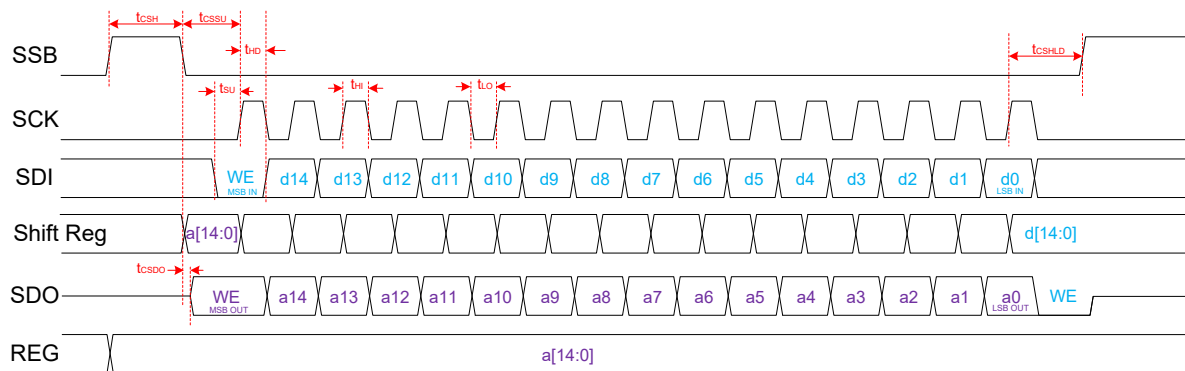 tCSH tCSSU
SSB tHD tCSHLD
tSU tHI tLO
SCK
SDI WE d14 d13 d12 d11 d10 d9 d8 d7 d6 d5 d4 d3 d2 d1 d0
MSB IN LSB IN
Shift Reg a[14:0] d[14:0]
tCSDO
SDO WE a14 a13 a12 a11 a10 a9 a8 a7 a6 a5 a4 a3 a2 a1 a0 WE
MSB OUT LSB OUT
REG a[14:0]